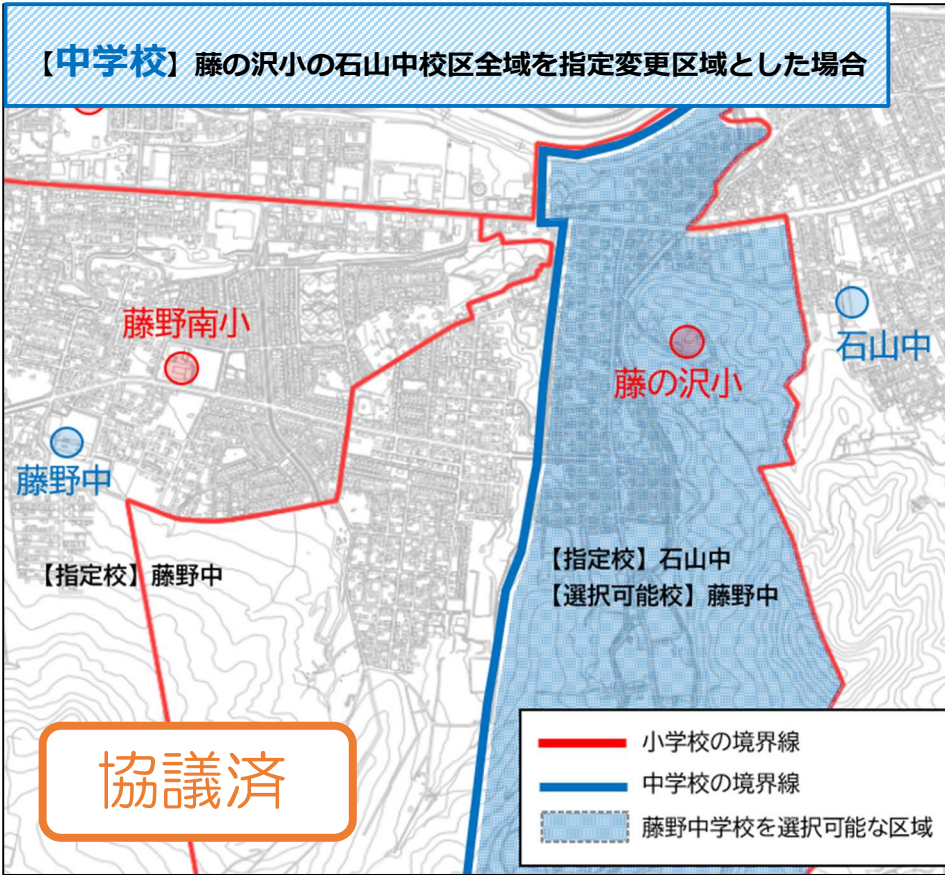 【中学校】藤の沢小の石山中校区全域を指定変更区域とした場合
藤野南小
藤の沢小
石山中
藤野中
【指定校】藤野中
【指定校】石山中
【選択可能校】藤野中
協議済
小学校の境界線
中学校の境界線
藤野中学校を選択可能な区域